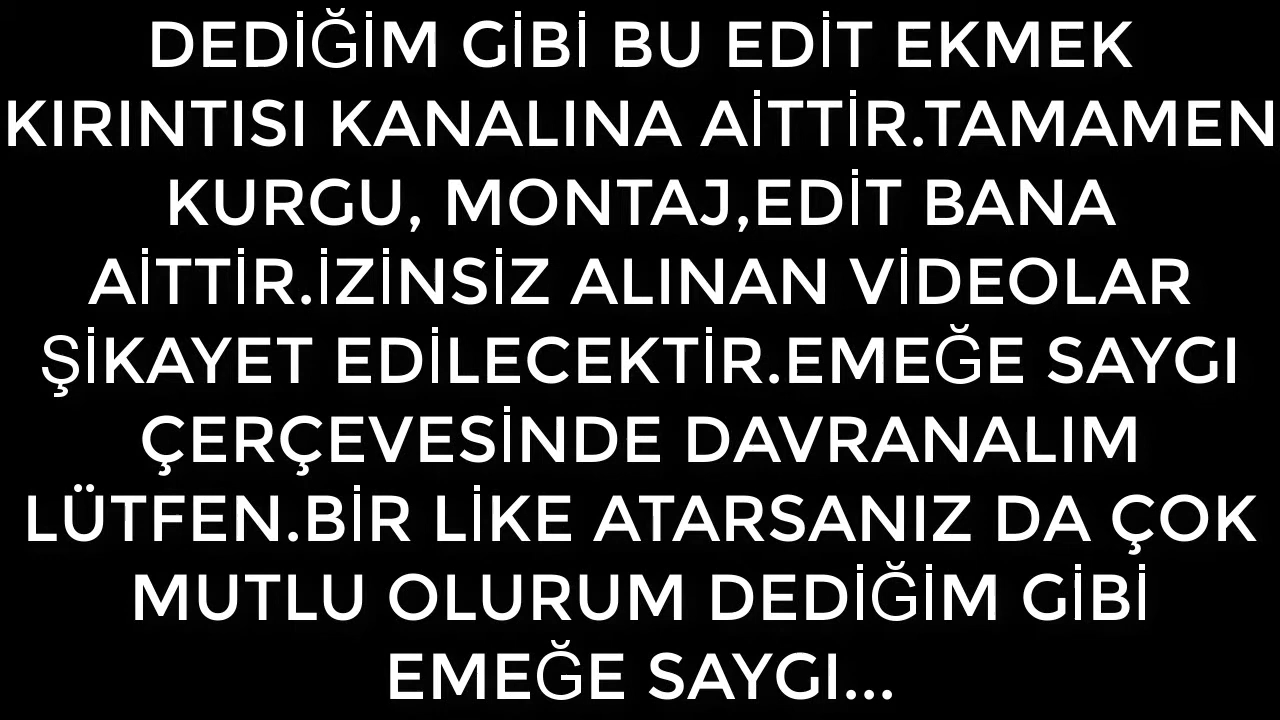 DEDİĞİM GİBİ BU EDİT EKMEK
KIRINTISI KANALINA AİTTİR.TAMAMEN
KURGU, MONTAJ,EDİT BANA
AİTTİR.İZİNSİZ ALINAN VİDEOLAR
ŞİKAYET EDİLECEKTİR.EMEĞE SAYGI
ÇERÇEVESİNDE DAVRANALIM
LÜTFEN.BİR LİKE ATARSANIZ DA ÇOK
MUTLU OLURUM DEDİĞİM GİBİ
EMEĞE SAYGI...